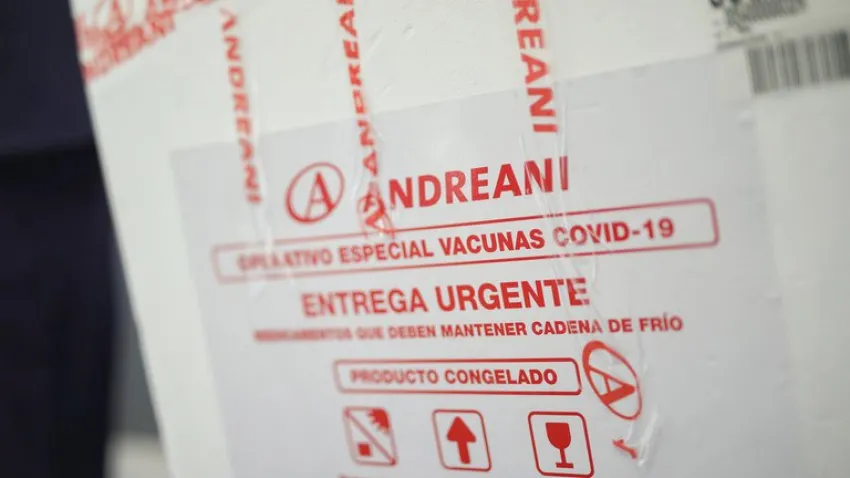 ANDREANI
ANDREANI
ANDREANI
ANDREANI
OPERATIVO ESPECIAL VACUNAS COVID-19
ENTREGA URGENTE
MEDICAMENTOS QUE DEBEN MANTENER CADENA DE FRÍO
PRODUCTO CONGELADO